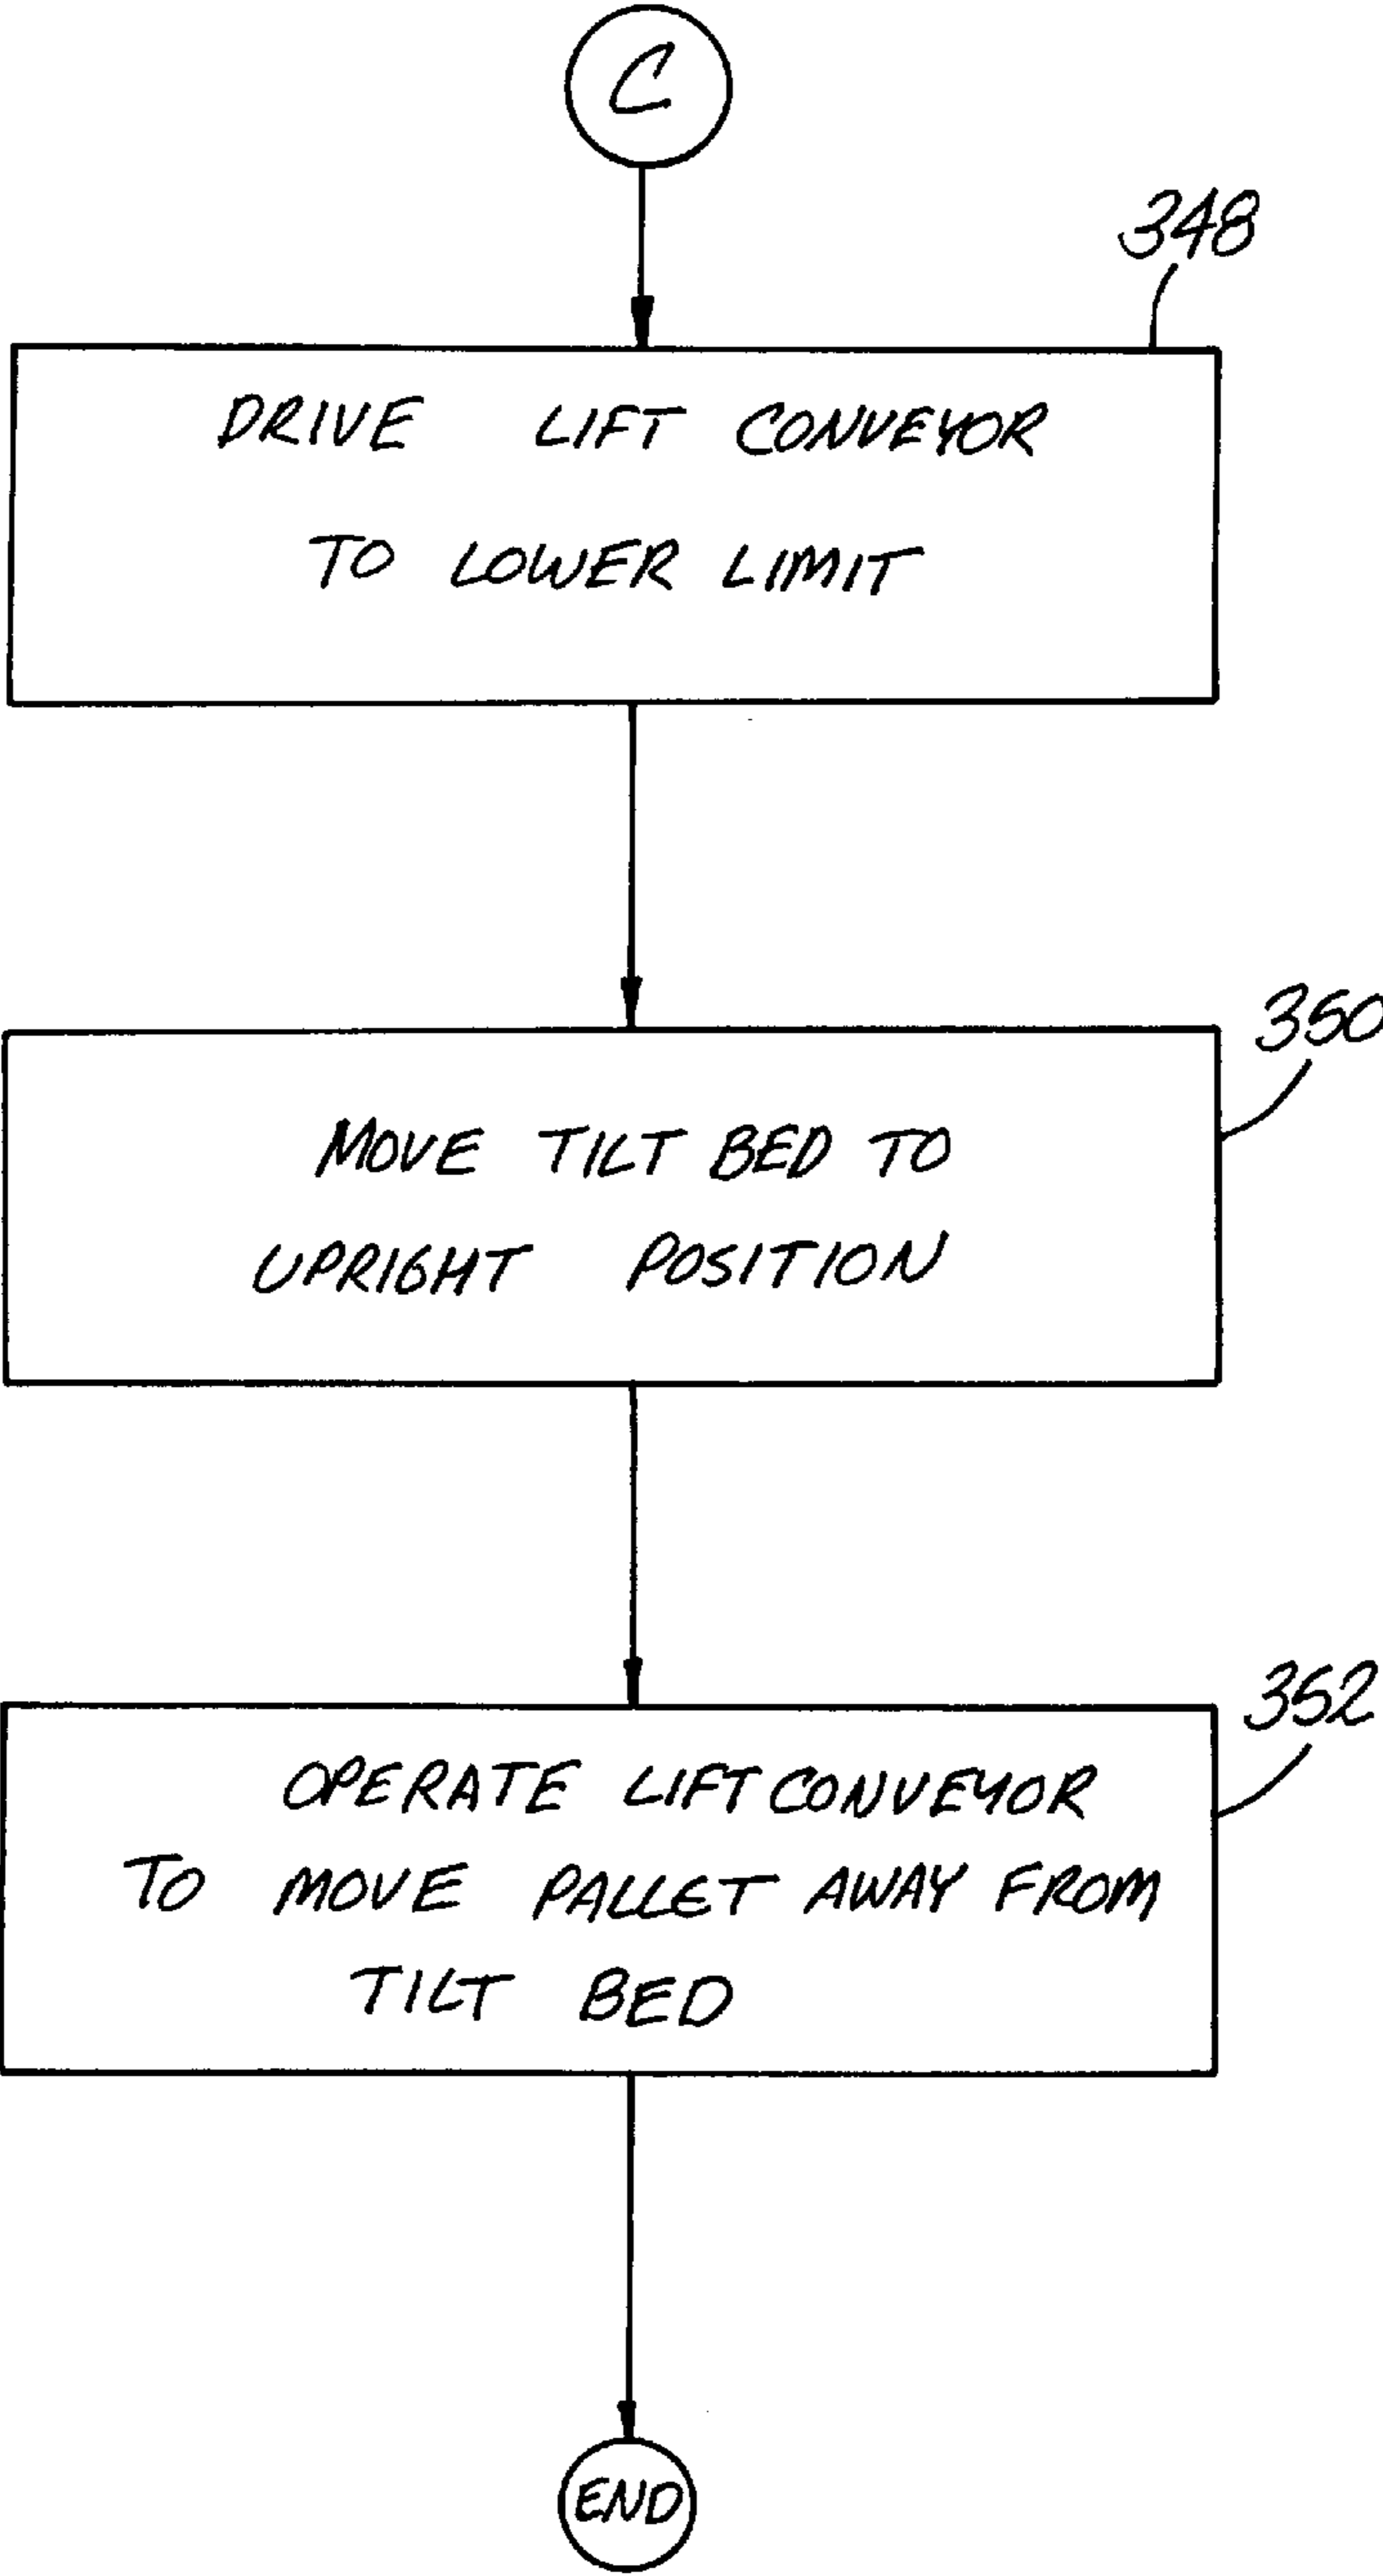 C
348
DRIVE LIFT CONVEYOR
TO LOWER LIMIT
350
MOVE TILT BED TO
UPRIGHT POSITION
352
OPERATE LIFT CONVEYOR
TO MOVE PALLET AWAY FROM
TILT BED
END